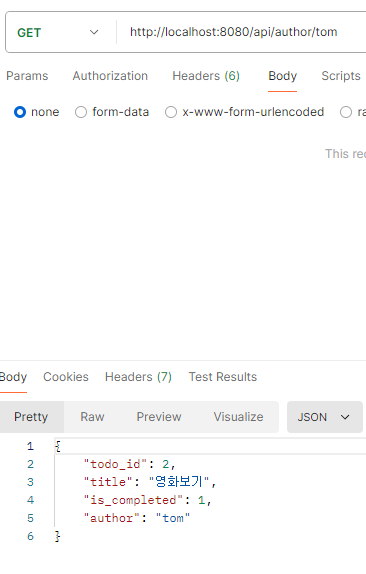 GET http://localhost:8080/api/author/tom
Params Authorization Headers (6) Body Scripts
none form-data x-www-form-urlencoded ra
This rec
Body Cookies Headers (7) Test Results
Pretty Raw Preview Visualize JSON
1 {
2 "todo_id": 2,
3 "title": "영화보기",
4 "is_completed": 1,
5 "author": "tom"
6 }